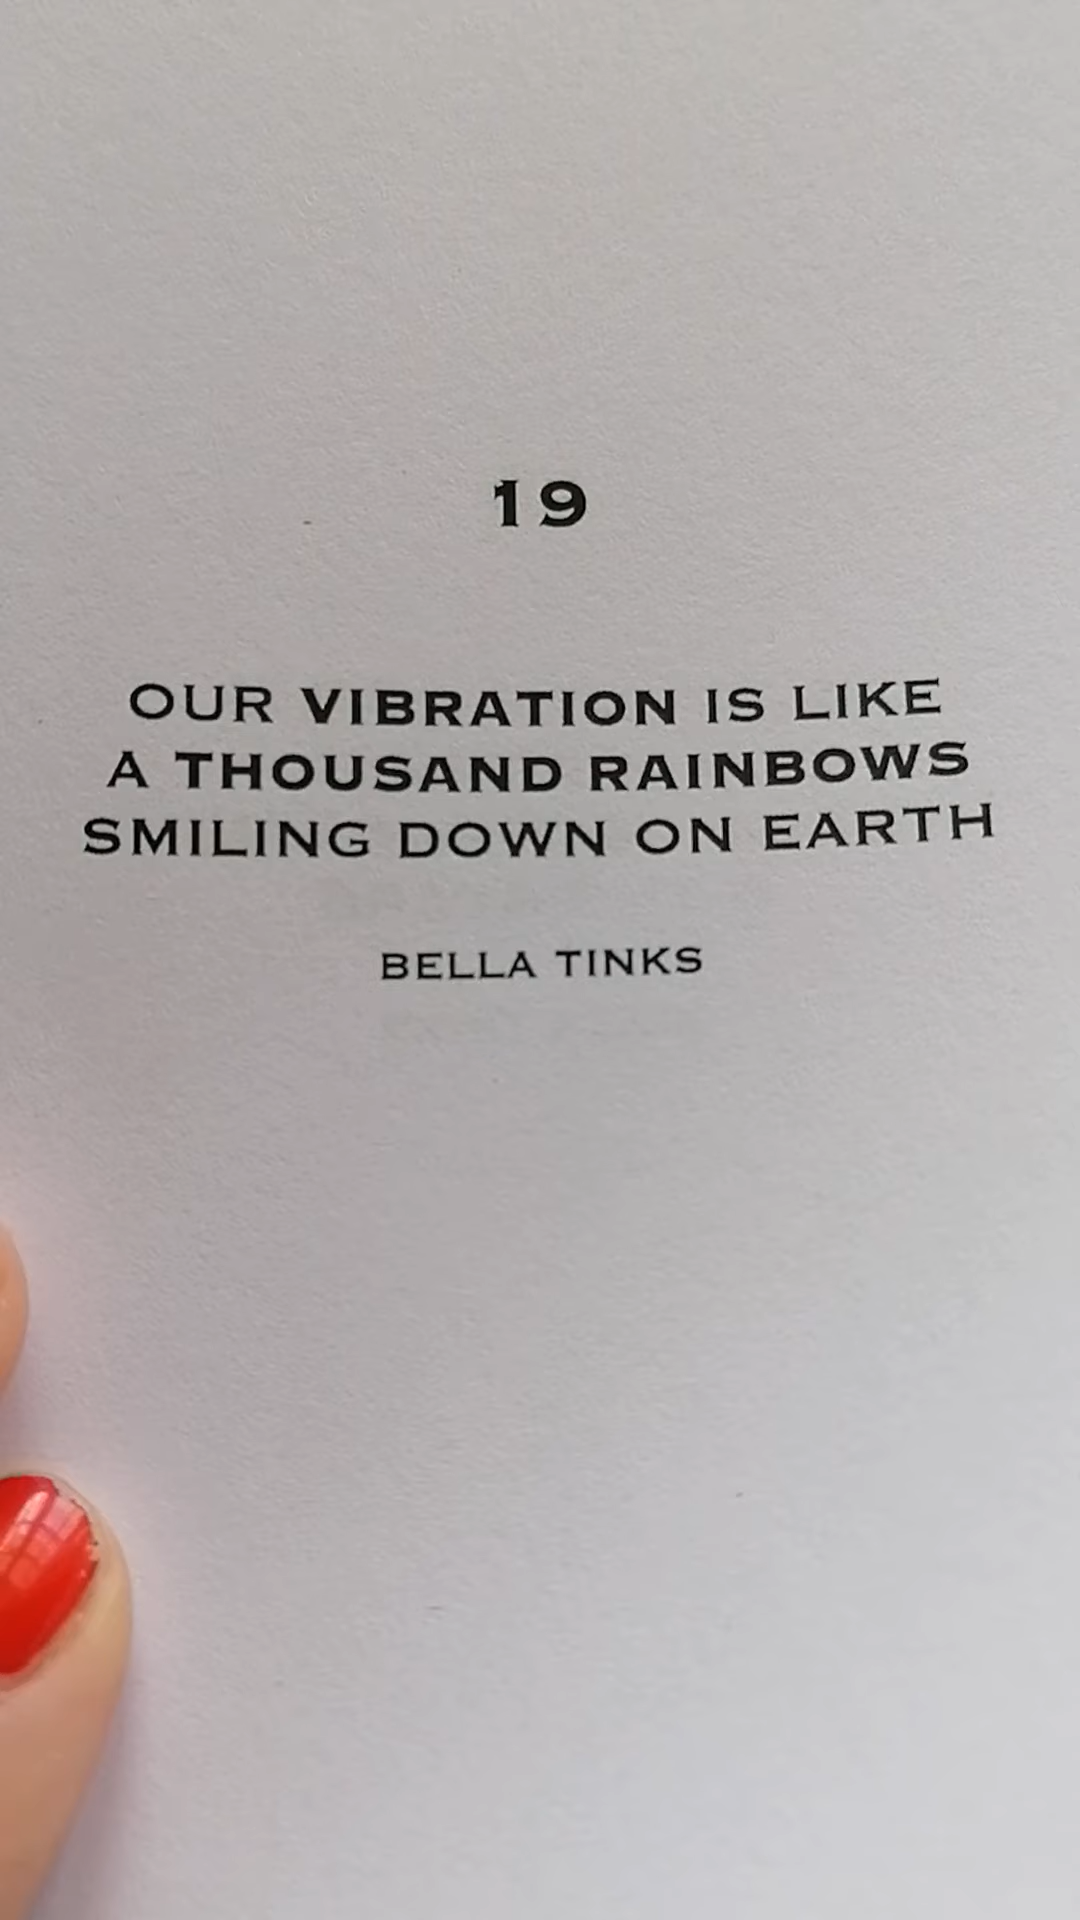 19
OUR VIBRATION IS LIKE
A THOUSAND RAINBOWS
SMILING DOWN ON EARTH
BELLA TINKS